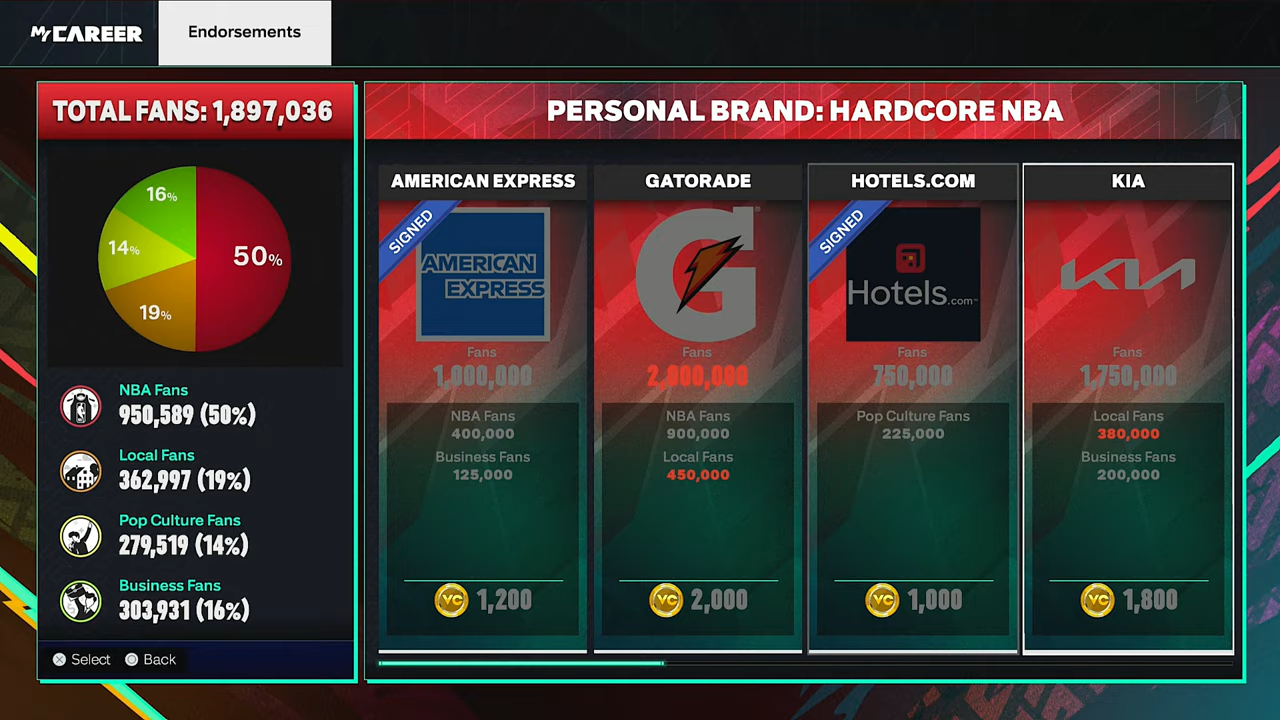 MyCAREER
Endorsements
TOTAL FANS: 1,897,036
16%
14%
50%
19%
NBA Fans
950,589 (50%)
Local Fans
362,997 (19%)
Pop Culture Fans
279,519 (14%)
Business Fans
303,931 (16%)
Select
Back
PERSONAL BRAND: HARDCORE NBA
AMERICAN EXPRESS
SIGNED
AMERICAN
EXPRESS
Fans
1,000,000
NBA Fans
400,000
Business Fans
125,000
VC 1,200
GATORADE
G
Fans
2,000,000
NBA Fans
900,000
Local Fans
450,000
VC 2,000
HOTELS.COM
SIGNED
Hotels.com™
Fans
750,000
Pop Culture Fans
225,000
VC 1,000
KIA
KIA
Fans
1,750,000
Local Fans
380,000
Business Fans
200,000
VC 1,800